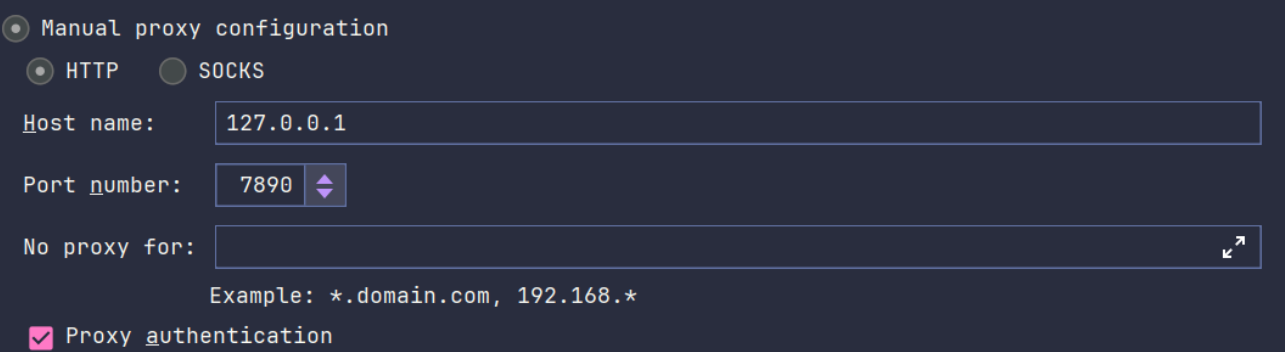 Manual proxy configuration
HTTP SOCKS
Host name: 127.0.0.1
Port number: 7890
No proxy for:
Example: *.domain.com, 192.168.*
Proxy authentication